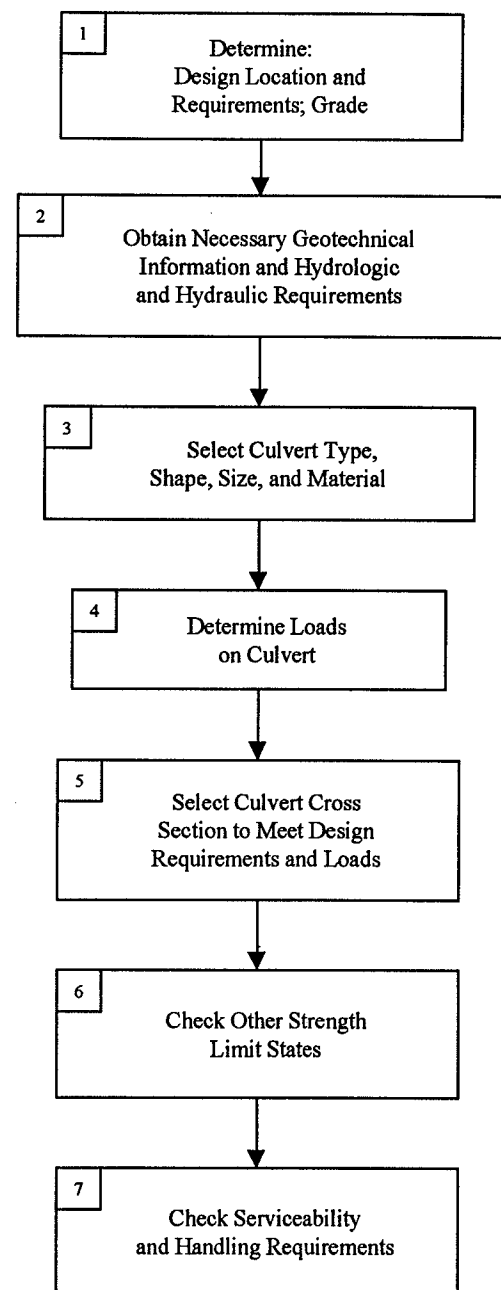 1
Determine:
Design Location and
Requirements; Grade
2
Obtain Necessary Geotechnical
Information and Hydrologic
and Hydraulic Requirements
3
Select Culvert Type,
Shape, Size, and Material
4
Determine Loads
on Culvert
5
Select Culvert Cross
Section to Meet Design
Requirements and Loads
6
Check Other Strength
Limit States
7
Check Serviceability
and Handling Requirements